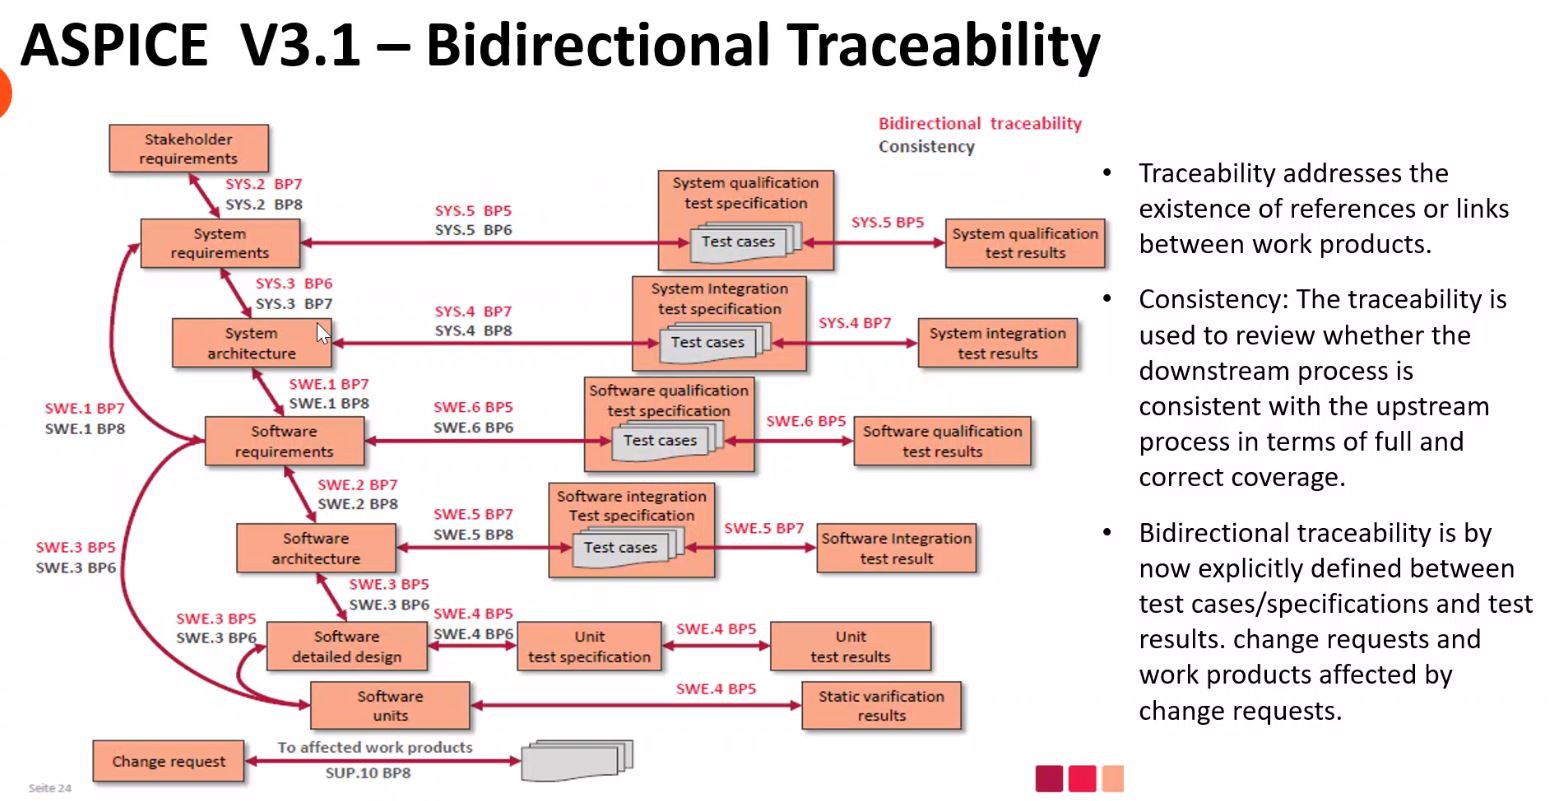 ASPICE  V3.1 – Bidirectional Traceability
Bidirectional  traceability
Consistency
Stakeholder
requirements
SYS.2  BP7
SYS.2  BP8
System
requirements
SYS.5  BP5
SYS.5  BP6
System qualification
test specification
Test cases
SYS.5 BP5
System qualification
test results
SYS.3  BP6
SYS.3  BP7
System
architecture
SYS.4  BP7
SYS.4  BP8
System Integration
test specification
Test cases
SYS.4 BP7
System integration
test results
SWE.1 BP7
SWE.1 BP8
SWE.1 BP7
SWE.1 BP8
Software
requirements
SWE.6 BP5
SWE.6 BP6
Software qualification
test specification
Test cases
SWE.6 BP5
Software qualification
test results
SWE.2 BP7
SWE.2 BP8
Software
architecture
SWE.5 BP7
SWE.5 BP8
Software integration
Test specification
Test cases
SWE.5 BP7
Software Integration
test result
SWE.3 BP5
SWE.3 BP6
SWE.3 BP5
SWE.3 BP6
SWE.3 BP5
SWE.3 BP6
Software
detailed design
SWE.4 BP5
SWE.4 BP6
Unit
test specification
SWE.4 BP5
Unit
test results
Software
units
SWE.4 BP5
Static varification
results
Change request
To affected work products
SUP.10 BP8
Seite 24
• Traceability addresses the
existence of references or links
between work products.
• Consistency: The traceability is
used to review whether the
downstream process is
consistent with the upstream
process in terms of full and
correct coverage.
• Bidirectional traceability is by
now explicitly defined between
test cases/specifications and test
results. change requests and
work products affected by
change requests.